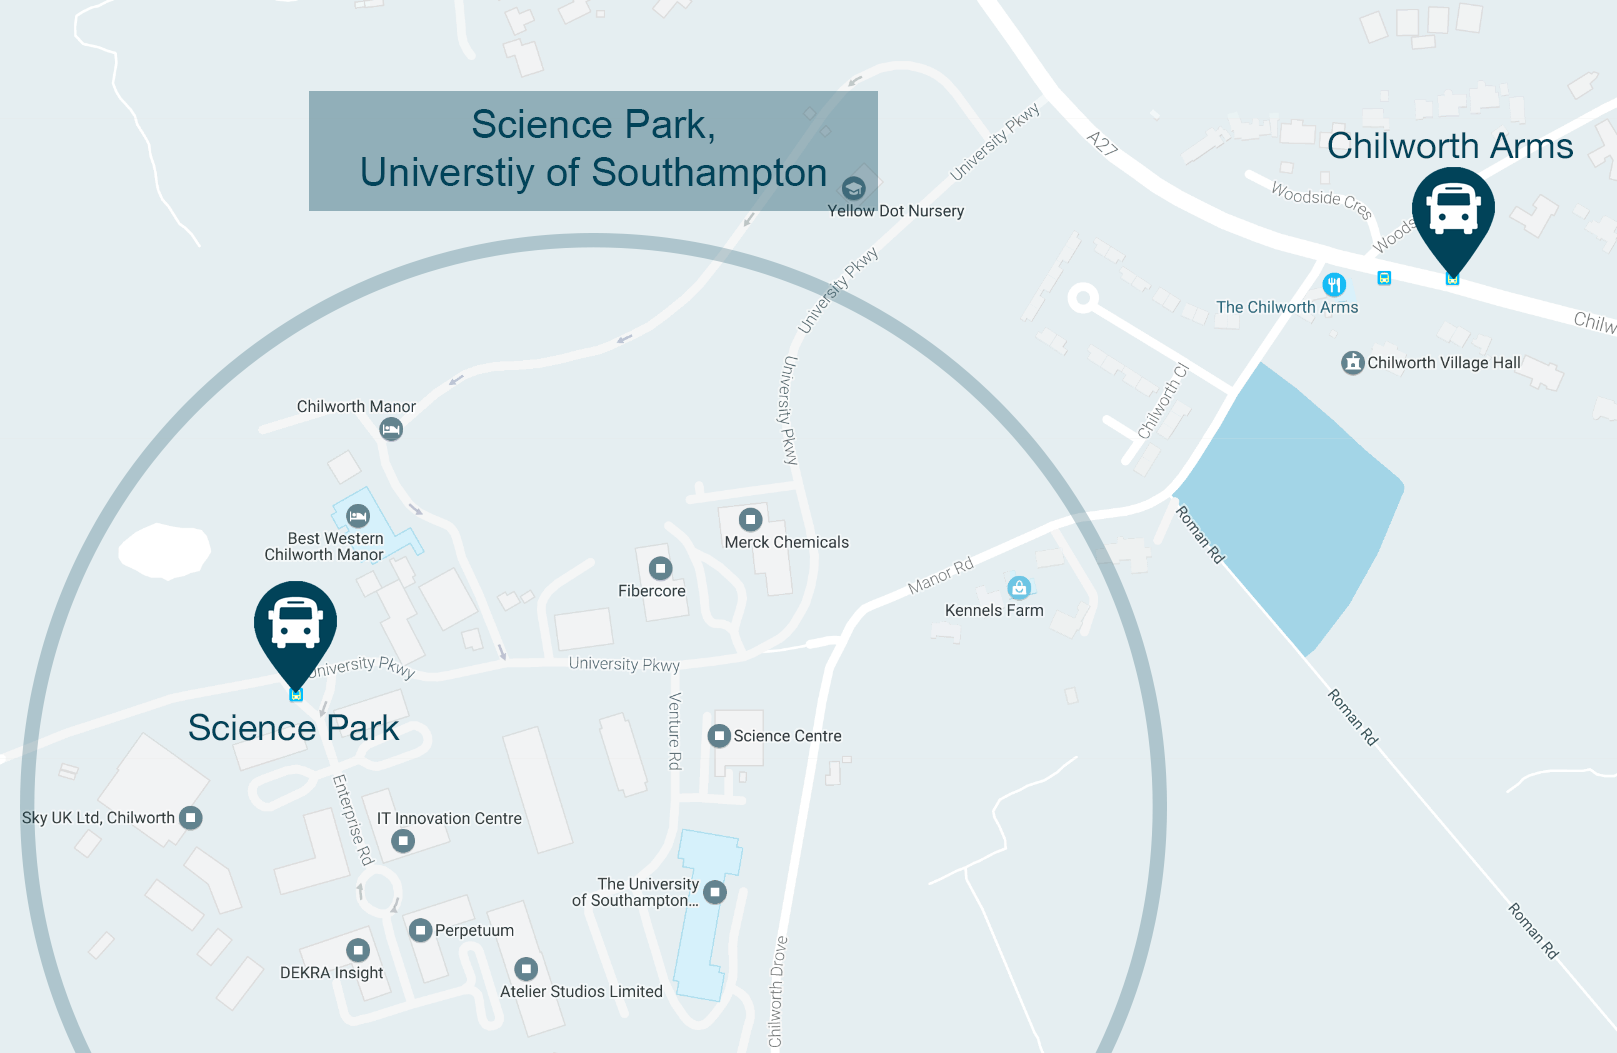 Science Park,
Universtiy of Southampton
University Pkwy
A27
Chilworth Arms
Woodside Cres
Yellow Dot Nursery
Woods
University Pkwy
The Chilworth Arms
Chilw
Chilworth Village Hall
University Pkwy
Chilworth Cl
Chilworth Manor
Best Western
Chilworth Manor
Merck Chemicals
Roman Rd
Fibercore
Manor Rd
Kennels Farm
University Pkwy
University Pkwy
Science Park
Venture Rd
Science Centre
Roman Rd
Sky UK Ltd, Chilworth
Enterprise Rd
IT Innovation Centre
The University
of Southampton...
Perpetuum
Roman Rd
DEKRA Insight
Atelier Studios Limited
Chilworth Drove